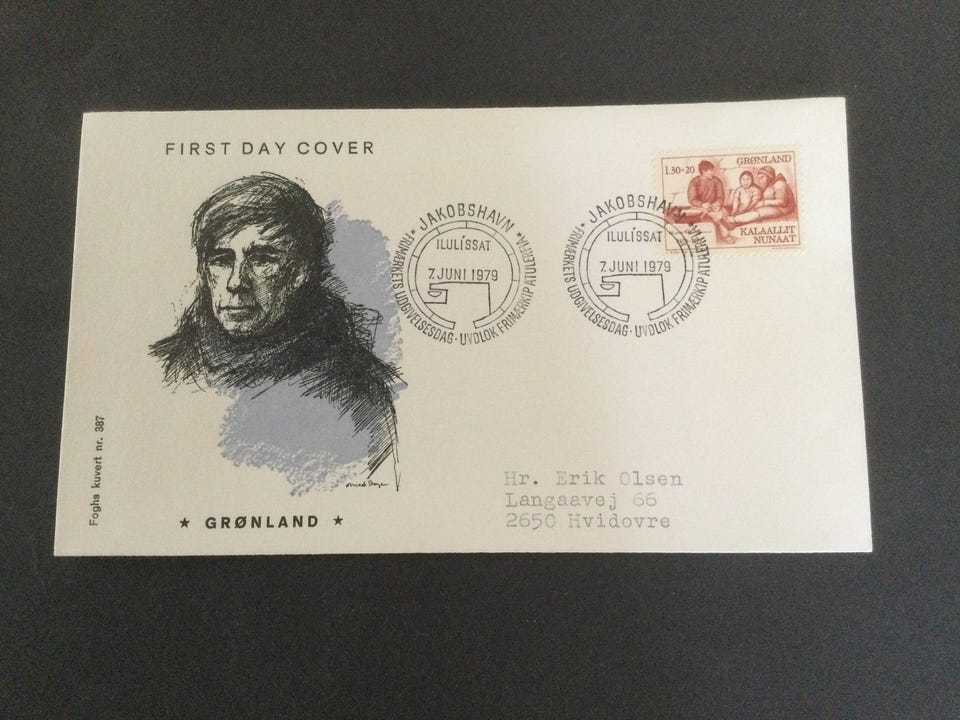 FIRST DAY COVER
1.30+20
GRØNLAND
KALAALLIT
NUNAAT
★ JAKOBSHAVN ★
ILULÍSSAT
7. JUNI 1979
FRIMÆRKETS UDGIVELSESDAG · UVDLOK FRIMÆRKIP ATULERFIA
★ JAKOBSHAVN ★
ILULÍSSAT
7. JUNI 1979
FRIMÆRKETS UDGIVELSESDAG · UVDLOK FRIMÆRKIP ATULERFIA
Foghs kuvert nr. 387
★ GRØNLAND ★
Hr. Erik Olsen
Langaavej 66
2650 Hvidovre